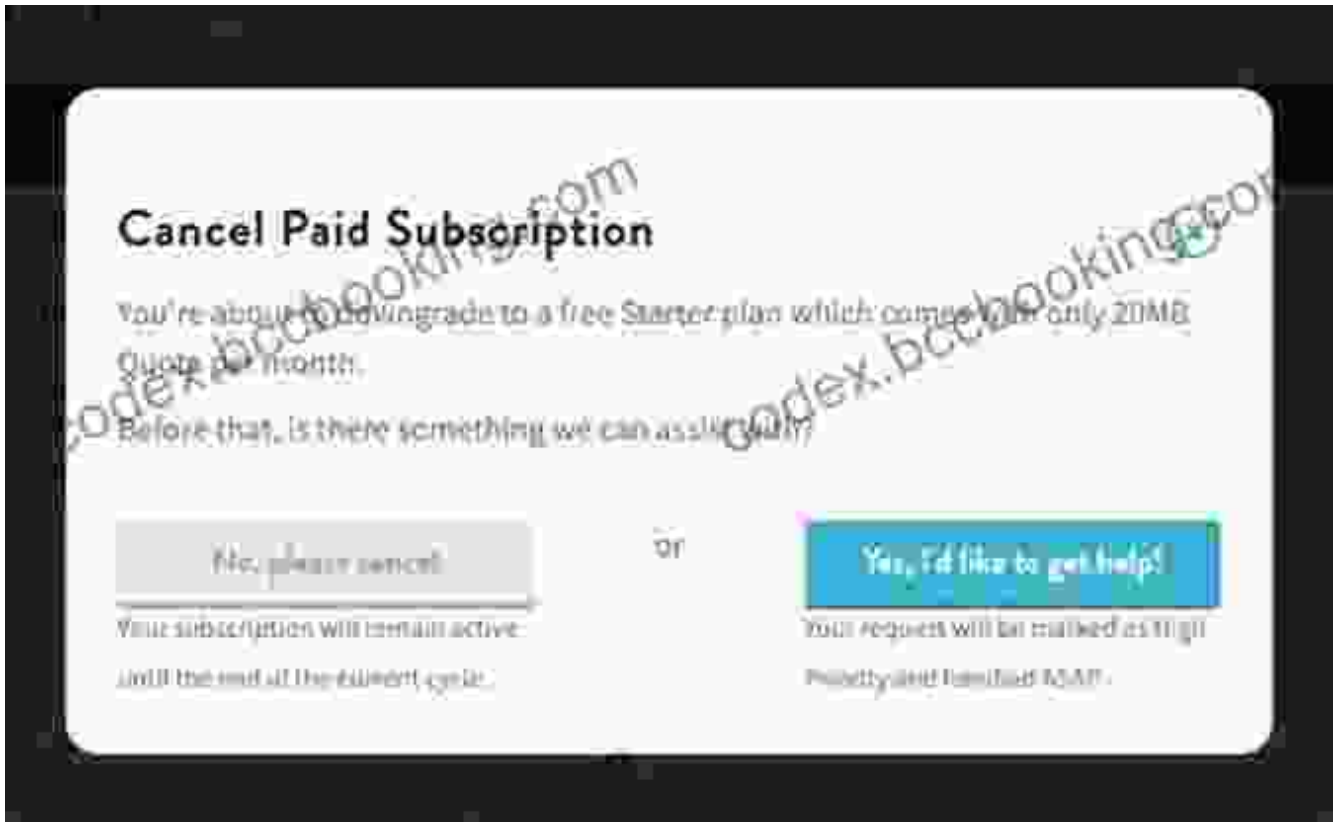 codex.bccbooking.com
codex.bccbooking.com
Cancel Paid Subscription
You're about to downgrade to a free Starter plan which comes with only 20MB
Quote per month.
Before that, is there something we can assist with?
No, please cancel
or
Yes, I'd like to get help!
Your subscription will remain active
until the end of the current cycle.
Your request will be marked as High
Priority and handled ASAP.